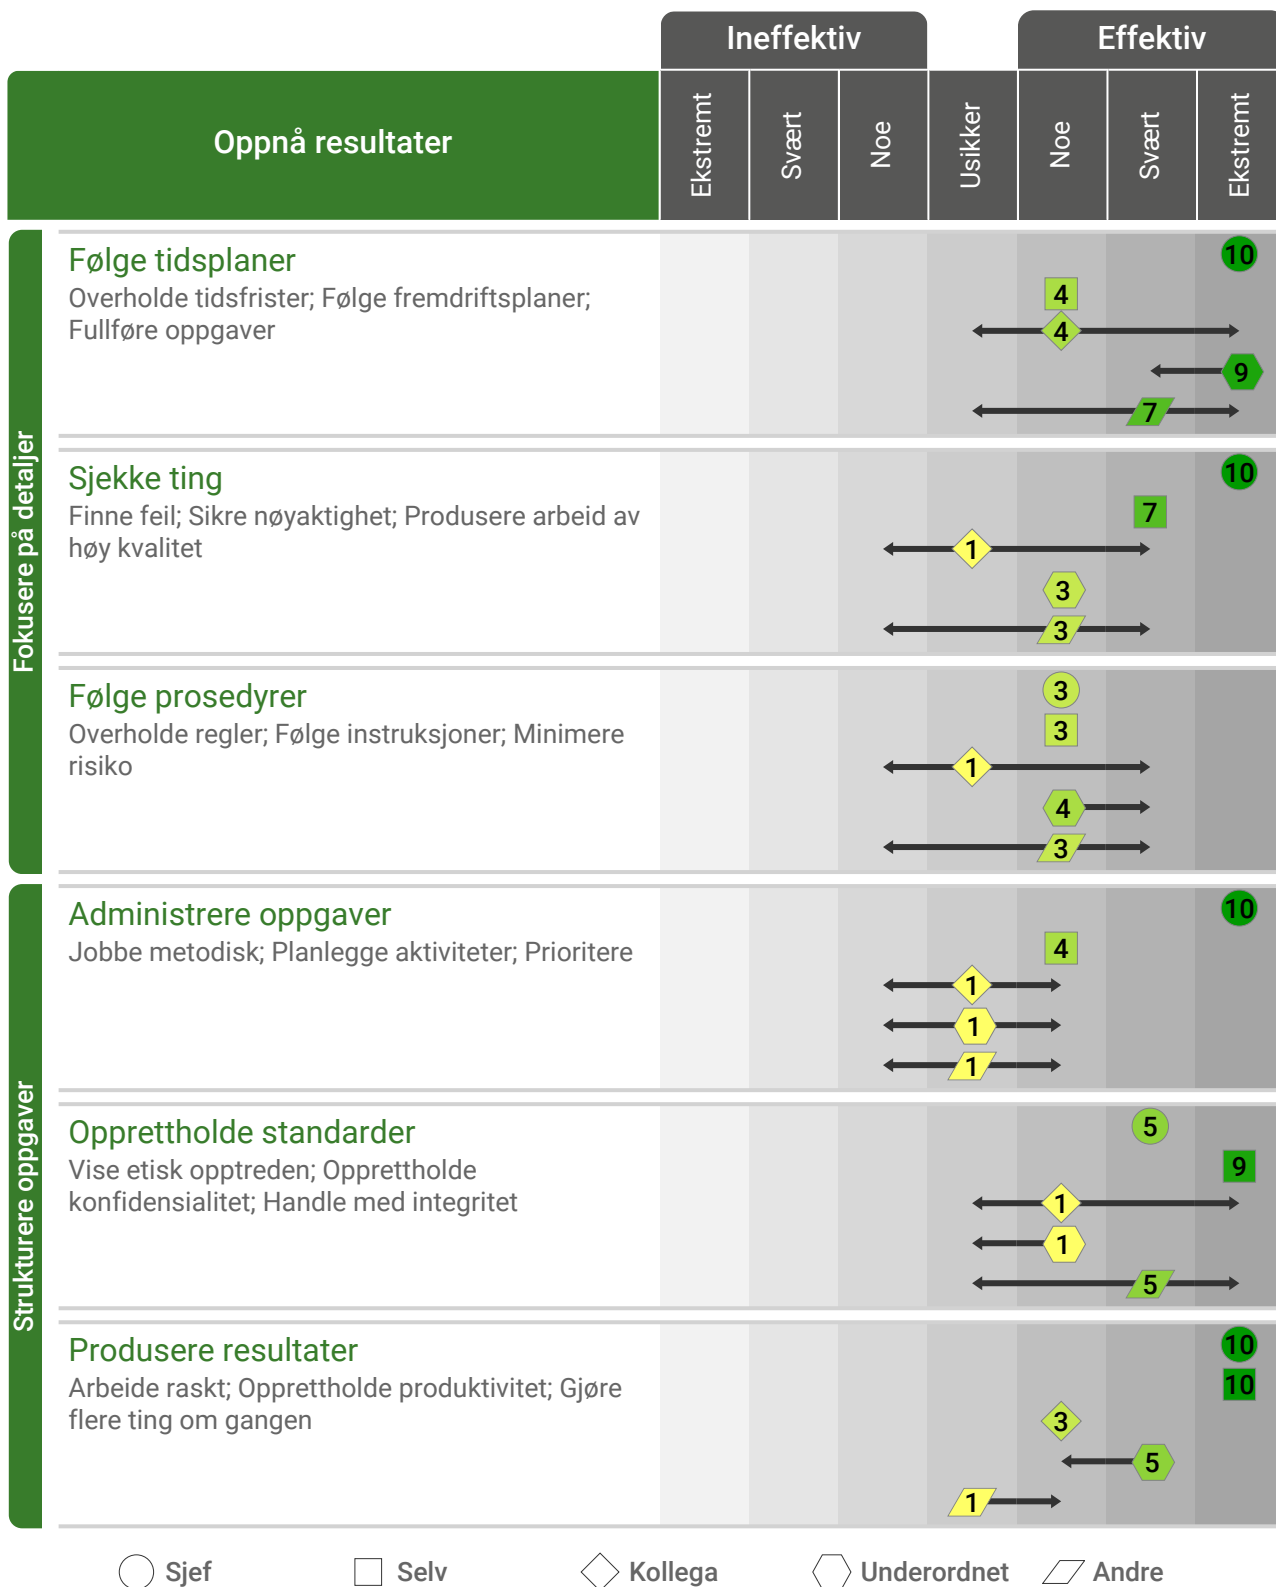 Ineffektiv
Effektiv
Oppnå resultater
Ekstremt
Svært
Noe
Usikker
Noe
Svært
Ekstremt
Fokusere på detaljer
Følge tidsplaner
Overholde tidsfrister; Følge fremdriftsplaner;
Fullføre oppgaver
10
4
4
9
7
Sjekke ting
Finne feil; Sikre nøyaktighet; Produsere arbeid av
høy kvalitet
10
7
1
3
3
Følge prosedyrer
Overholde regler; Følge instruksjoner; Minimere
risiko
3
3
1
4
3
Strukturere oppgaver
Administrere oppgaver
Jobbe metodisk; Planlegge aktiviteter; Prioritere
10
4
1
1
1
Opprettholde standarder
Vise etisk opptreden; Opprettholde
konfidensialitet; Handle med integritet
5
9
1
1
5
Produsere resultater
Arbeide raskt; Opprettholde produktivitet; Gjøre
flere ting om gangen
10
10
3
5
1
Sjef
Selv
Kollega
Underordnet
Andre